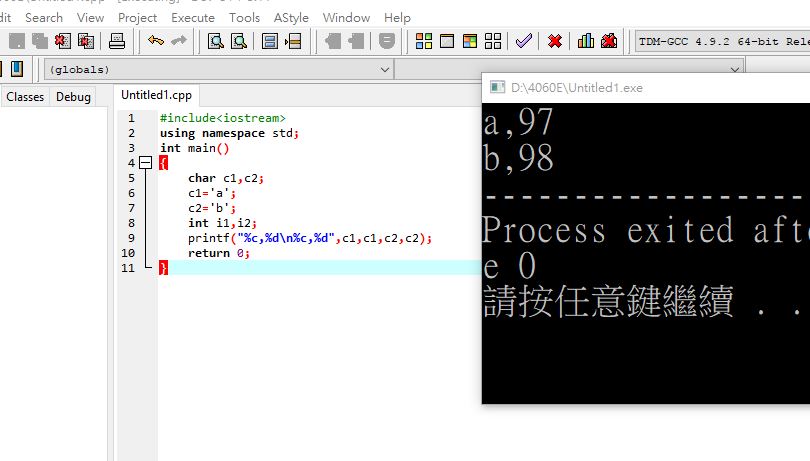 dit Search View Project Execute Tools AStyle Window Help
TDM-GCC 4.9.2 64-bit Rele
(globals)
Classes Debug
Untitled1.cpp
1 #include<iostream>
2 using namespace std;
3 int main()
4 {
5 char c1,c2;
6 c1='a';
7 c2='b';
8 int i1,i2;
9 printf("%c,%d\n%c,%d",c1,c1,c2,c2);
10 return 0;
11 }
D:\4060E\Untitled1.exe
a,97
b,98
--------------------
Process exited afte
e 0
請按任意鍵繼續 . .